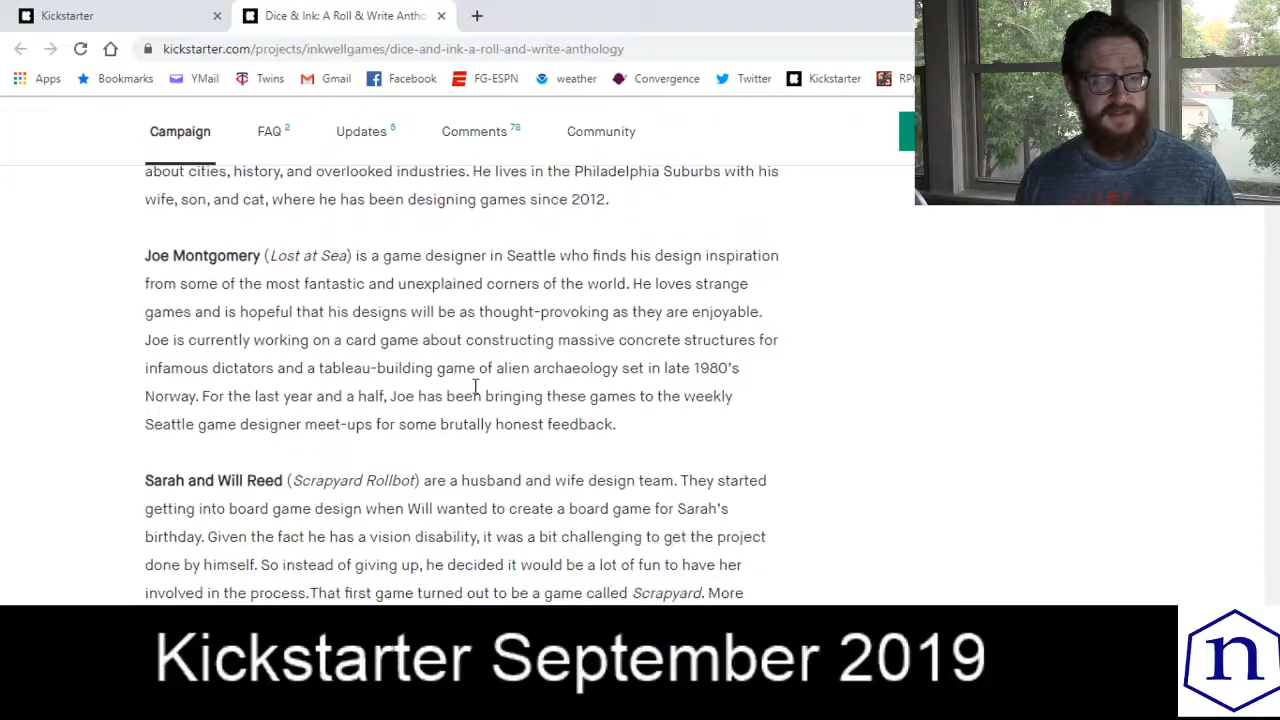 Kickstarter
Dice & Ink: A Roll & Write Antho
kickstarter.com/projects/inkwellgames/dice-and-ink-a-roll-and-write-anthology
Apps Bookmarks YMail Twins Gmail Facebook FG-ESPN weather Convergence Twitter Kickstarter RPG
Campaign FAQ 2 Updates 5 Comments 78 Community
about cities, history, and overlooked industries. He lives in the Philadelphia Suburbs with his
wife, son, and cat, where he has been designing games since 2012.
Joe Montgomery (Lost at Sea) is a game designer in Seattle who finds his design inspiration
from some of the most fantastic and unexplained corners of the world. He loves strange
games and is hopeful that his designs will be as thought-provoking as they are enjoyable.
Joe is currently working on a card game about constructing massive concrete structures for
infamous dictators and a tableau-building game of alien archaeology set in late 1980's
Norway. For the last year and a half, Joe has been bringing these games to the weekly
Seattle game designer meet-ups for some brutally honest feedback.
Sarah and Will Reed (Scrapyard Rollbot) are a husband and wife design team. They started
getting into board game design when Will wanted to create a board game for Sarah's
birthday. Given the fact he has a vision disability, it was a bit challenging to get the project
done by himself. So instead of giving up, he decided it would be a lot of fun to have her
involved in the process.That first game turned out to be a game called Scrapyard. More
Kickstarter September 2019
n